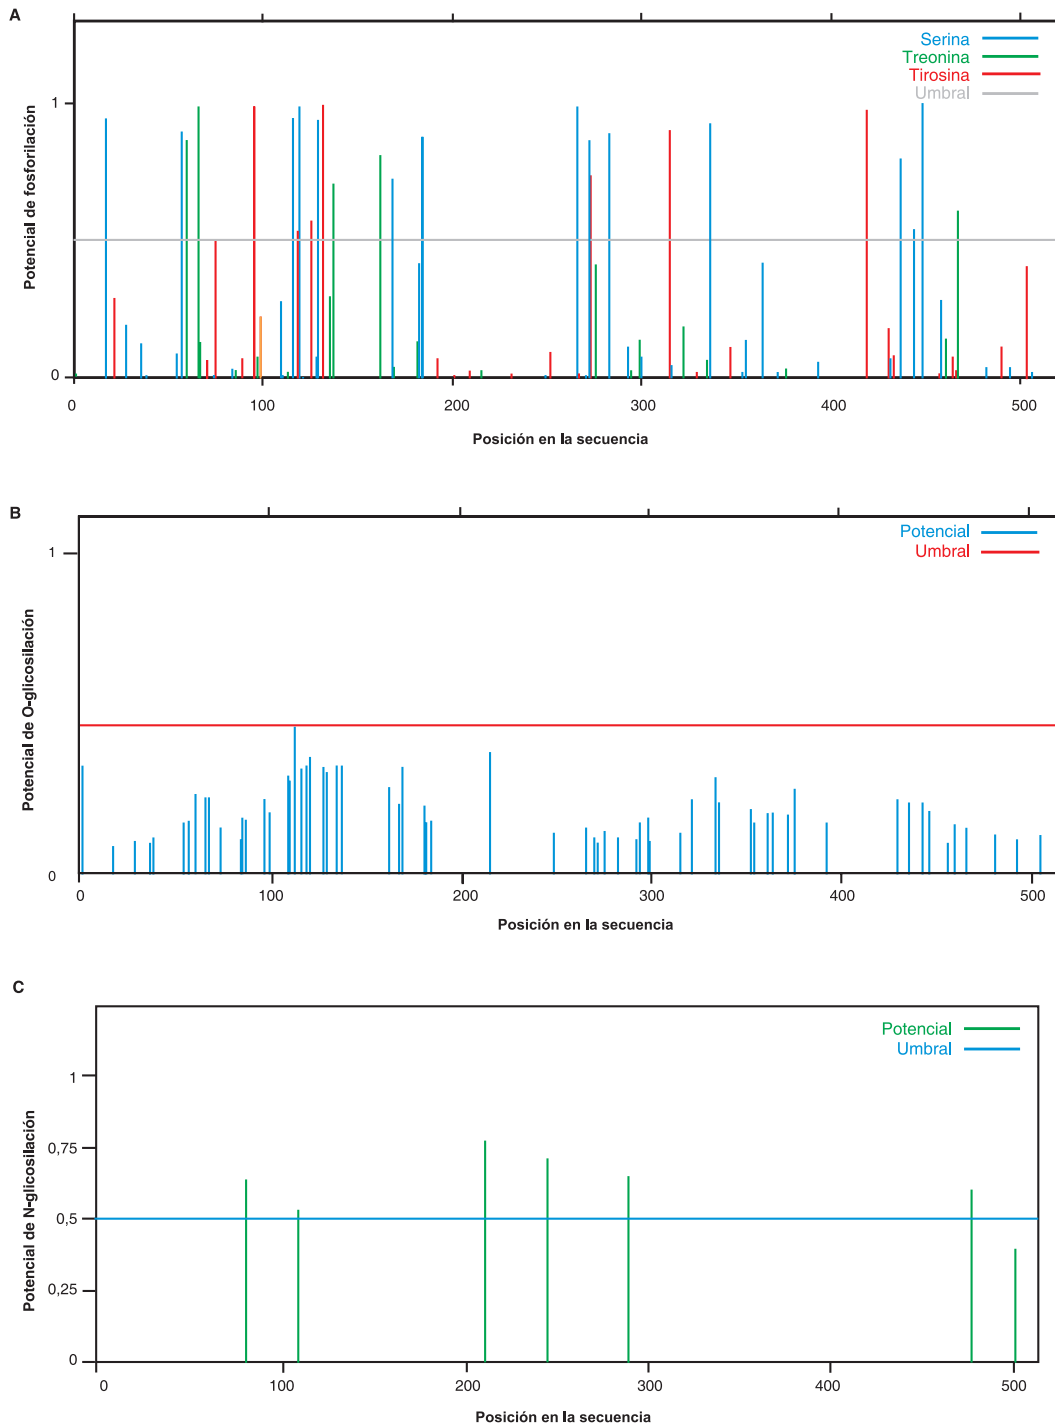 A
Serina
Treonina
Tirosina
Umbral
Potencial de fosforilación
1
0
0 100 200 300 400 500
Posición en la secuencia
B
Potencial
Umbral
Potencial de O-glicosilación
1
0
0 100 200 300 400 500
Posición en la secuencia
C
Potencial
Umbral
Potencial de N-glicosilación
1
0,75
0,5
0,25
0
0 100 200 300 400 500
Posición en la secuencia